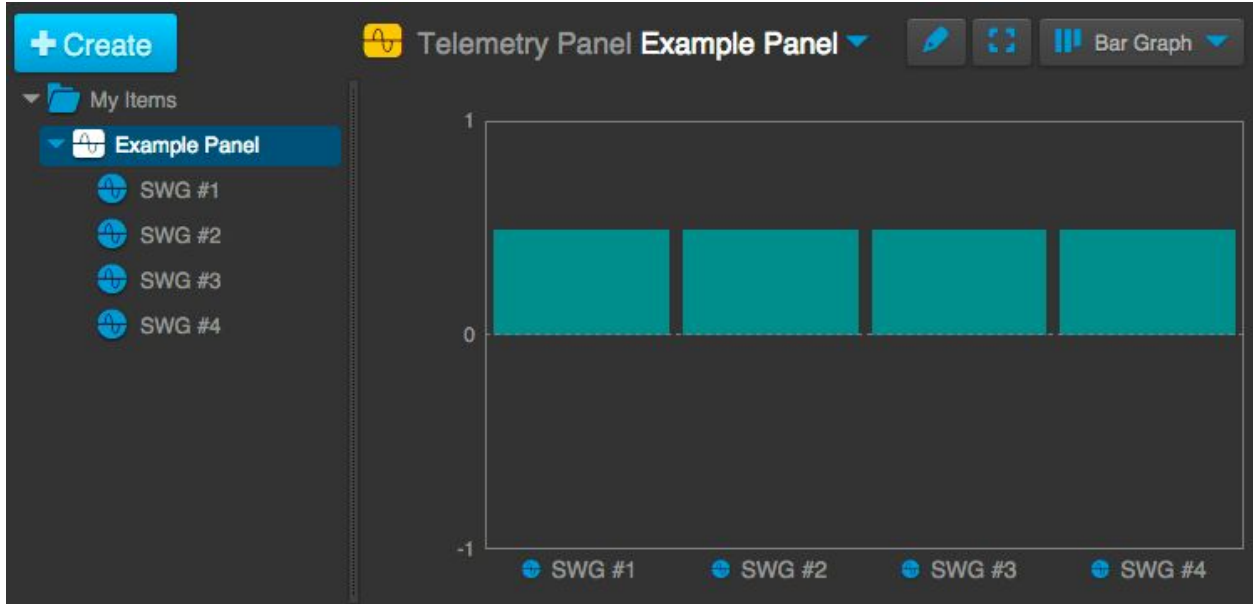 Create
Telemetry Panel Example Panel
Bar Graph
My Items
Example Panel
SWG #1
SWG #2
SWG #3
SWG #4
1
0
-1
SWG #1
SWG #2
SWG #3
SWG #4